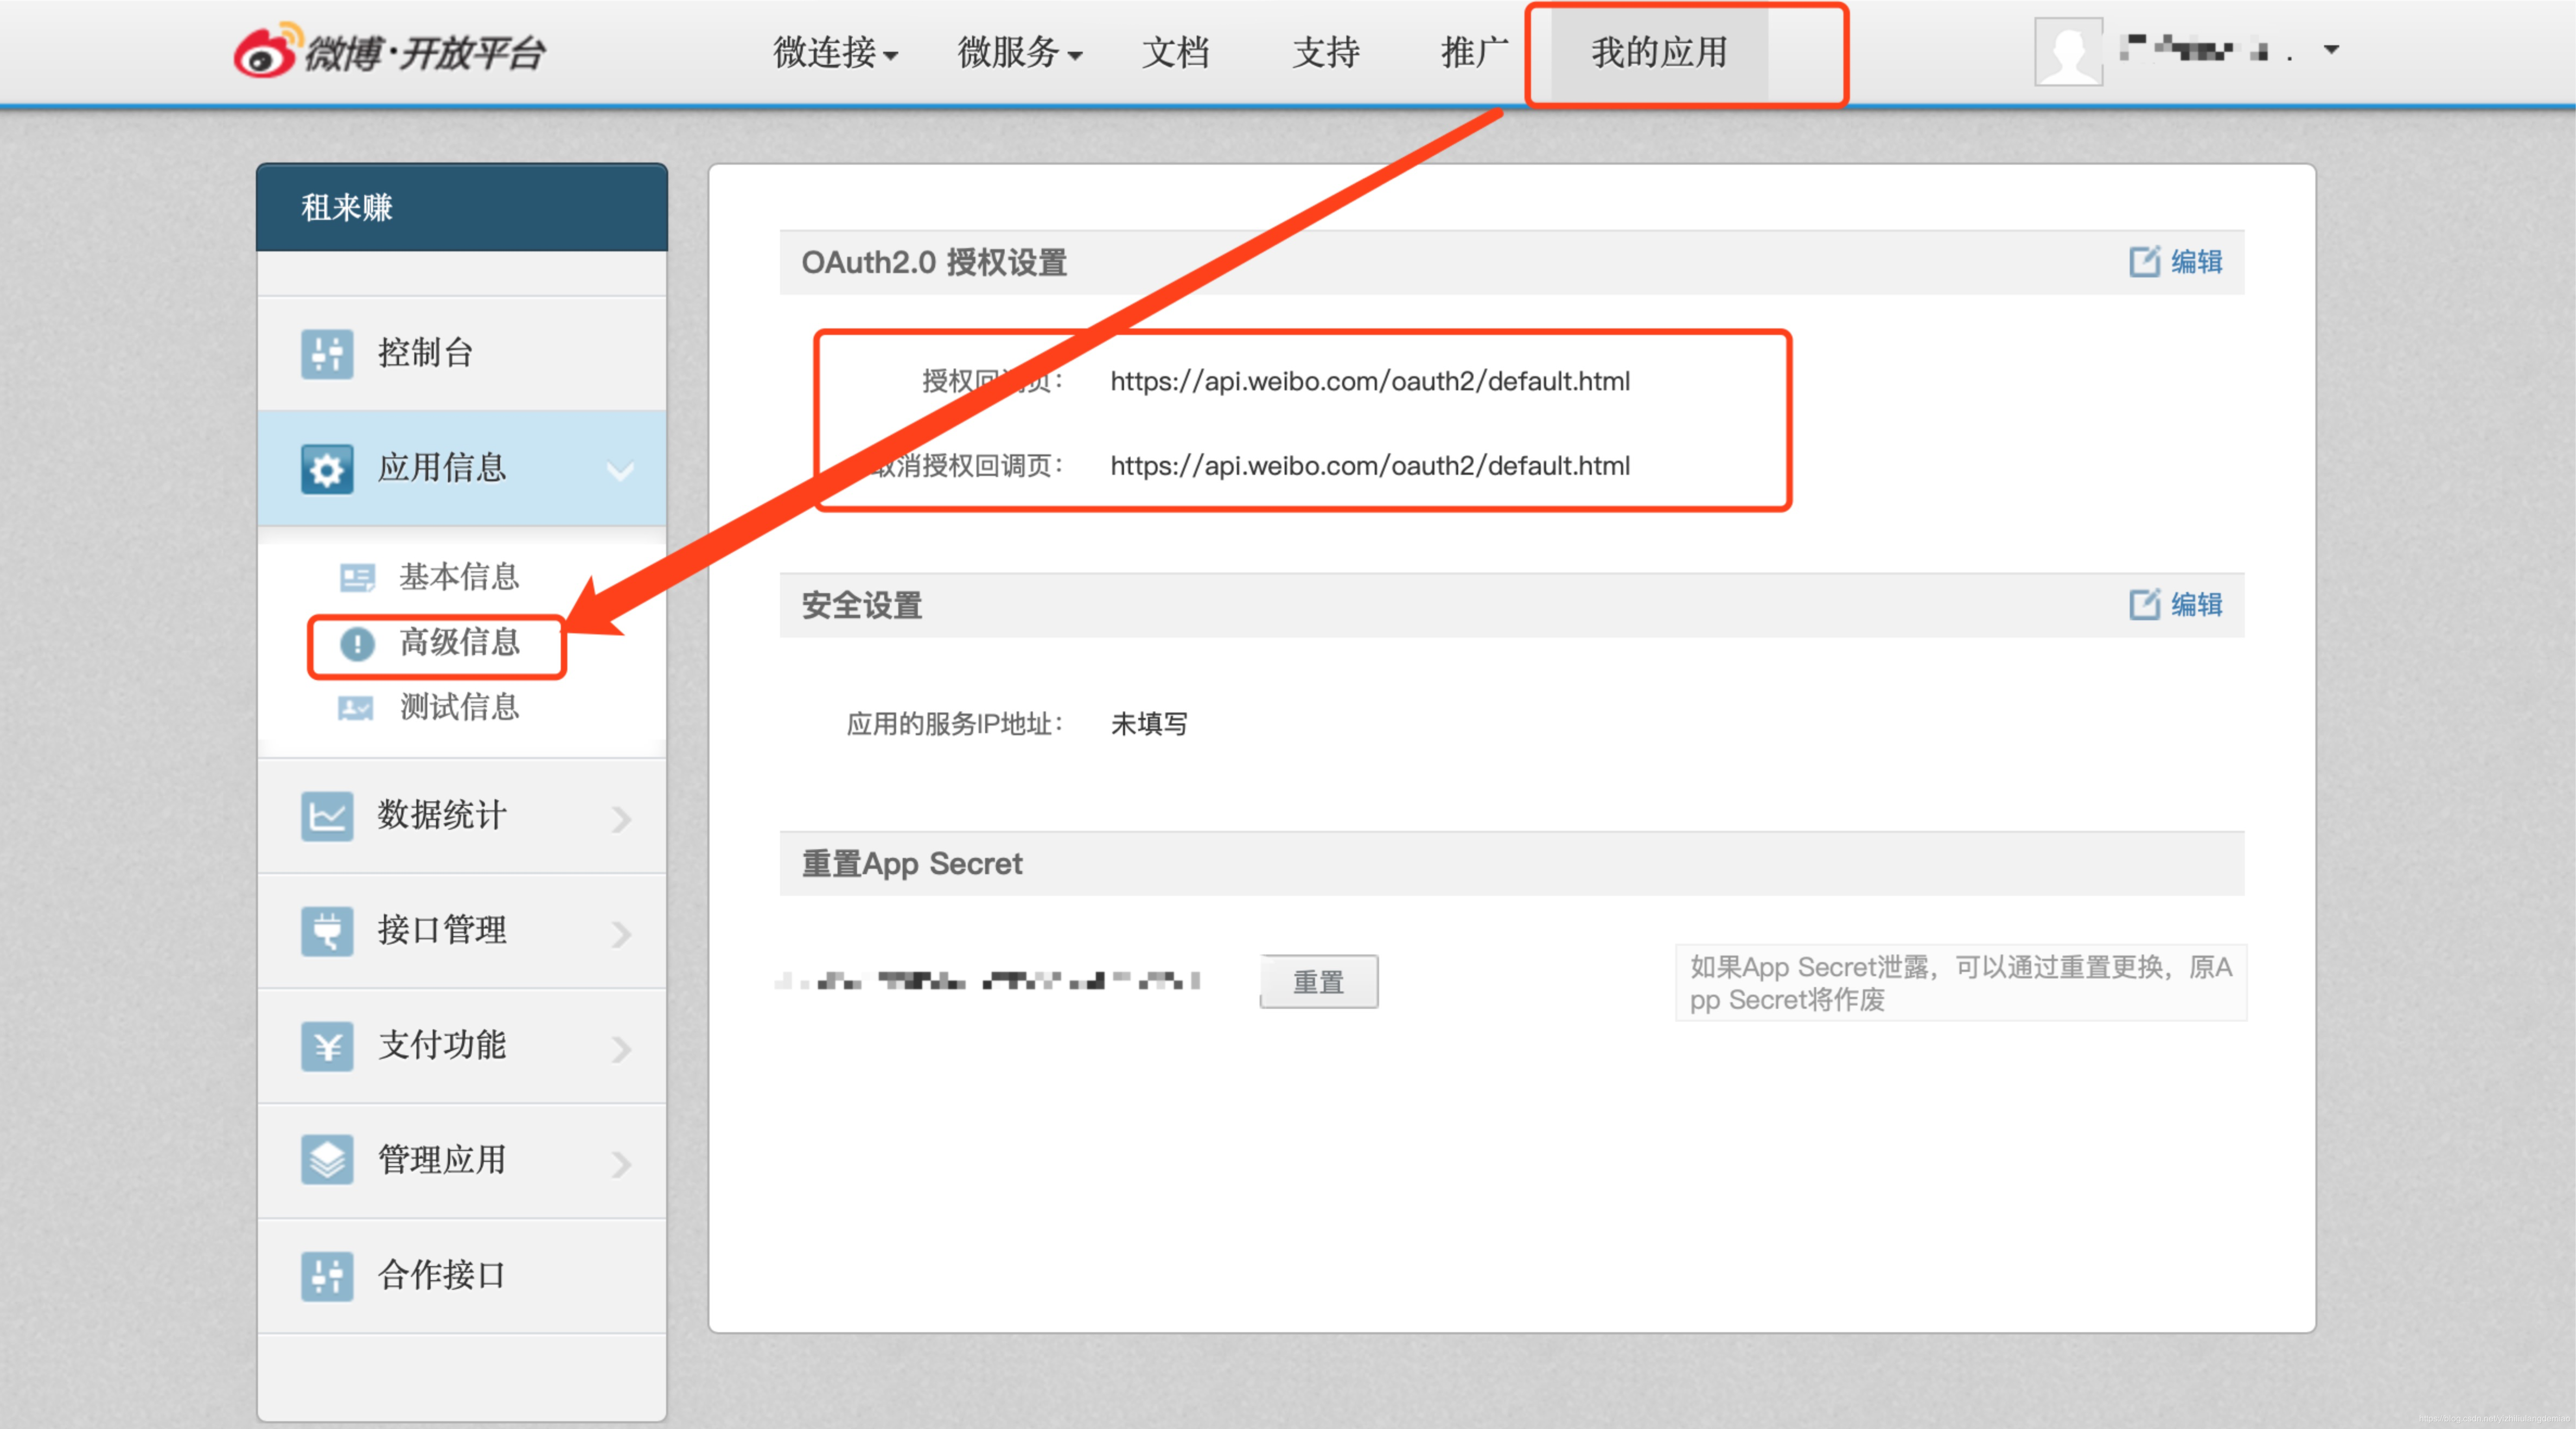 微博·开放平台
微连接 微服务 文档 支持 推广 我的应用
租来赚
控制台
应用信息
基本信息
高级信息
测试信息
数据统计
接口管理
支付功能
管理应用
合作接口
OAuth2.0 授权设置 编辑
授权回调页： https://api.weibo.com/oauth2/default.html
取消授权回调页： https://api.weibo.com/oauth2/default.html
安全设置 编辑
应用的服务IP地址： 未填写
重置App Secret
重置
如果App Secret泄露，可以通过重置更换，原A
pp Secret将作废